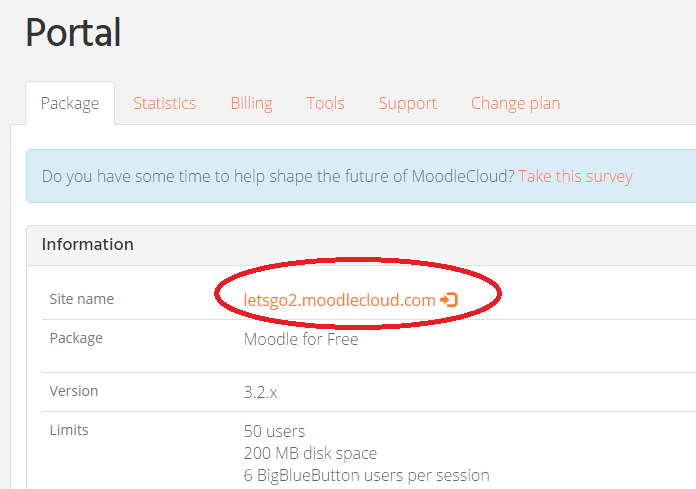 Portal
Package Statistics Billing Tools Support Change plan
Do you have some time to help shape the future of MoodleCloud? Take this survey
Information
Site name letsgo2.moodlecloud.com
Package Moodle for Free
Version 3.2.x
Limits 50 users
200 MB disk space
6 BigBlueButton users per session